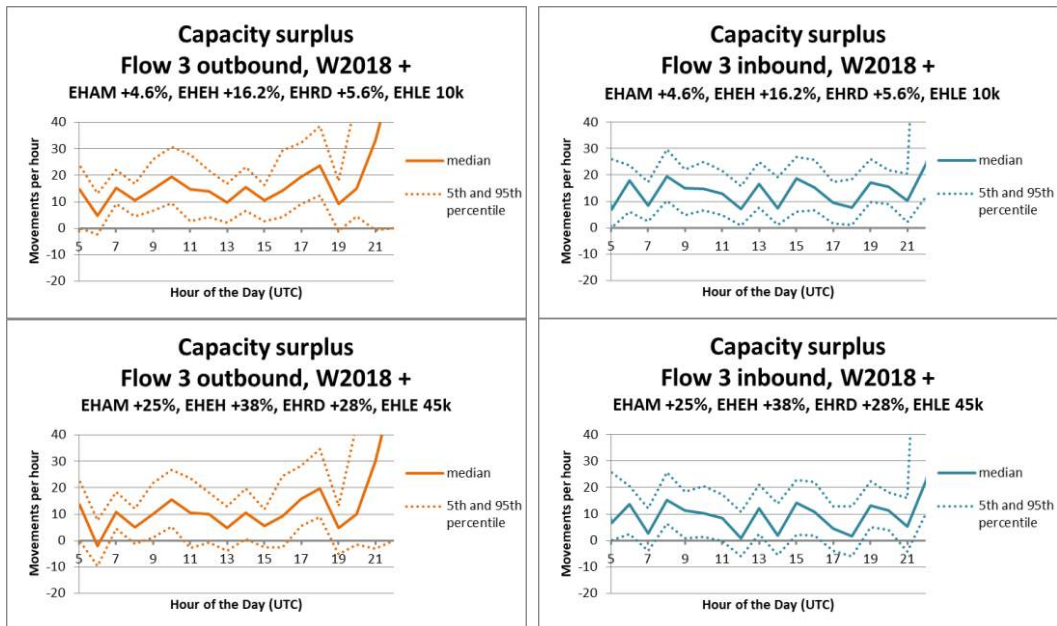 Capacity surplus
Flow 3 outbound, W2018 +
EHAM +4.6%, EHEH +16.2%, EHRD +5.6%, EHLE 10k
Movements per hour
40
30
20
10
0
-10
-20
5 7 9 11 13 15 17 19 21
Hour of the Day (UTC)
median
5th and 95th
percentile
Capacity surplus
Flow 3 inbound, W2018 +
EHAM +4.6%, EHEH +16.2%, EHRD +5.6%, EHLE 10k
Movements per hour
40
30
20
10
0
-10
-20
5 7 9 11 13 15 17 19 21
Hour of the Day (UTC)
median
5th and 95th
percentile
Capacity surplus
Flow 3 outbound, W2018 +
EHAM +25%, EHEH +38%, EHRD +28%, EHLE 45k
Movements per hour
40
30
20
10
0
-10
-20
5 7 9 11 13 15 17 19 21
Hour of the Day (UTC)
median
5th and 95th
percentile
Capacity surplus
Flow 3 inbound, W2018 +
EHAM +25%, EHEH +38%, EHRD +28%, EHLE 45k
Movements per hour
40
30
20
10
0
-10
-20
5 7 9 11 13 15 17 19 21
Hour of the Day (UTC)
median
5th and 95th
percentile